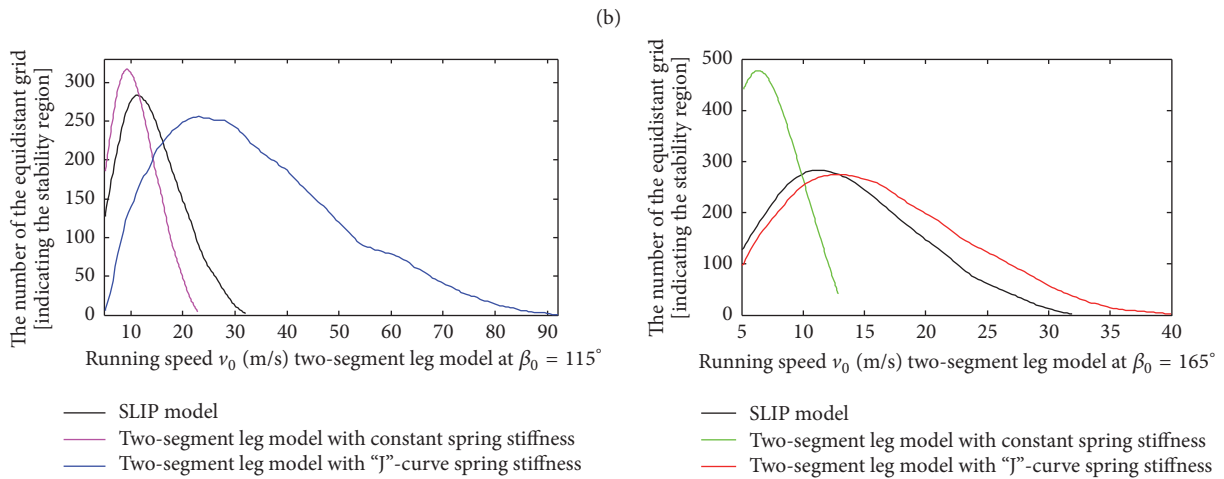 (b)
The number of the equidistant grid
[indicating the stability region]
300
250
200
150
100
50
0
10 20 30 40 50 60 70 80 92
Running speed ν0 (m/s) two-segment leg model at β0 = 115°
SLIP model
Two-segment leg model with constant spring stiffness
Two-segment leg model with “J”-curve spring stiffness
The number of the equidistant grid
[indicating the stability region]
500
400
300
200
100
0
5 10 15 20 25 30 35 40
Running speed ν0 (m/s) two-segment leg model at β0 = 165°
SLIP model
Two-segment leg model with constant spring stiffness
Two-segment leg model with “J”-curve spring stiffness